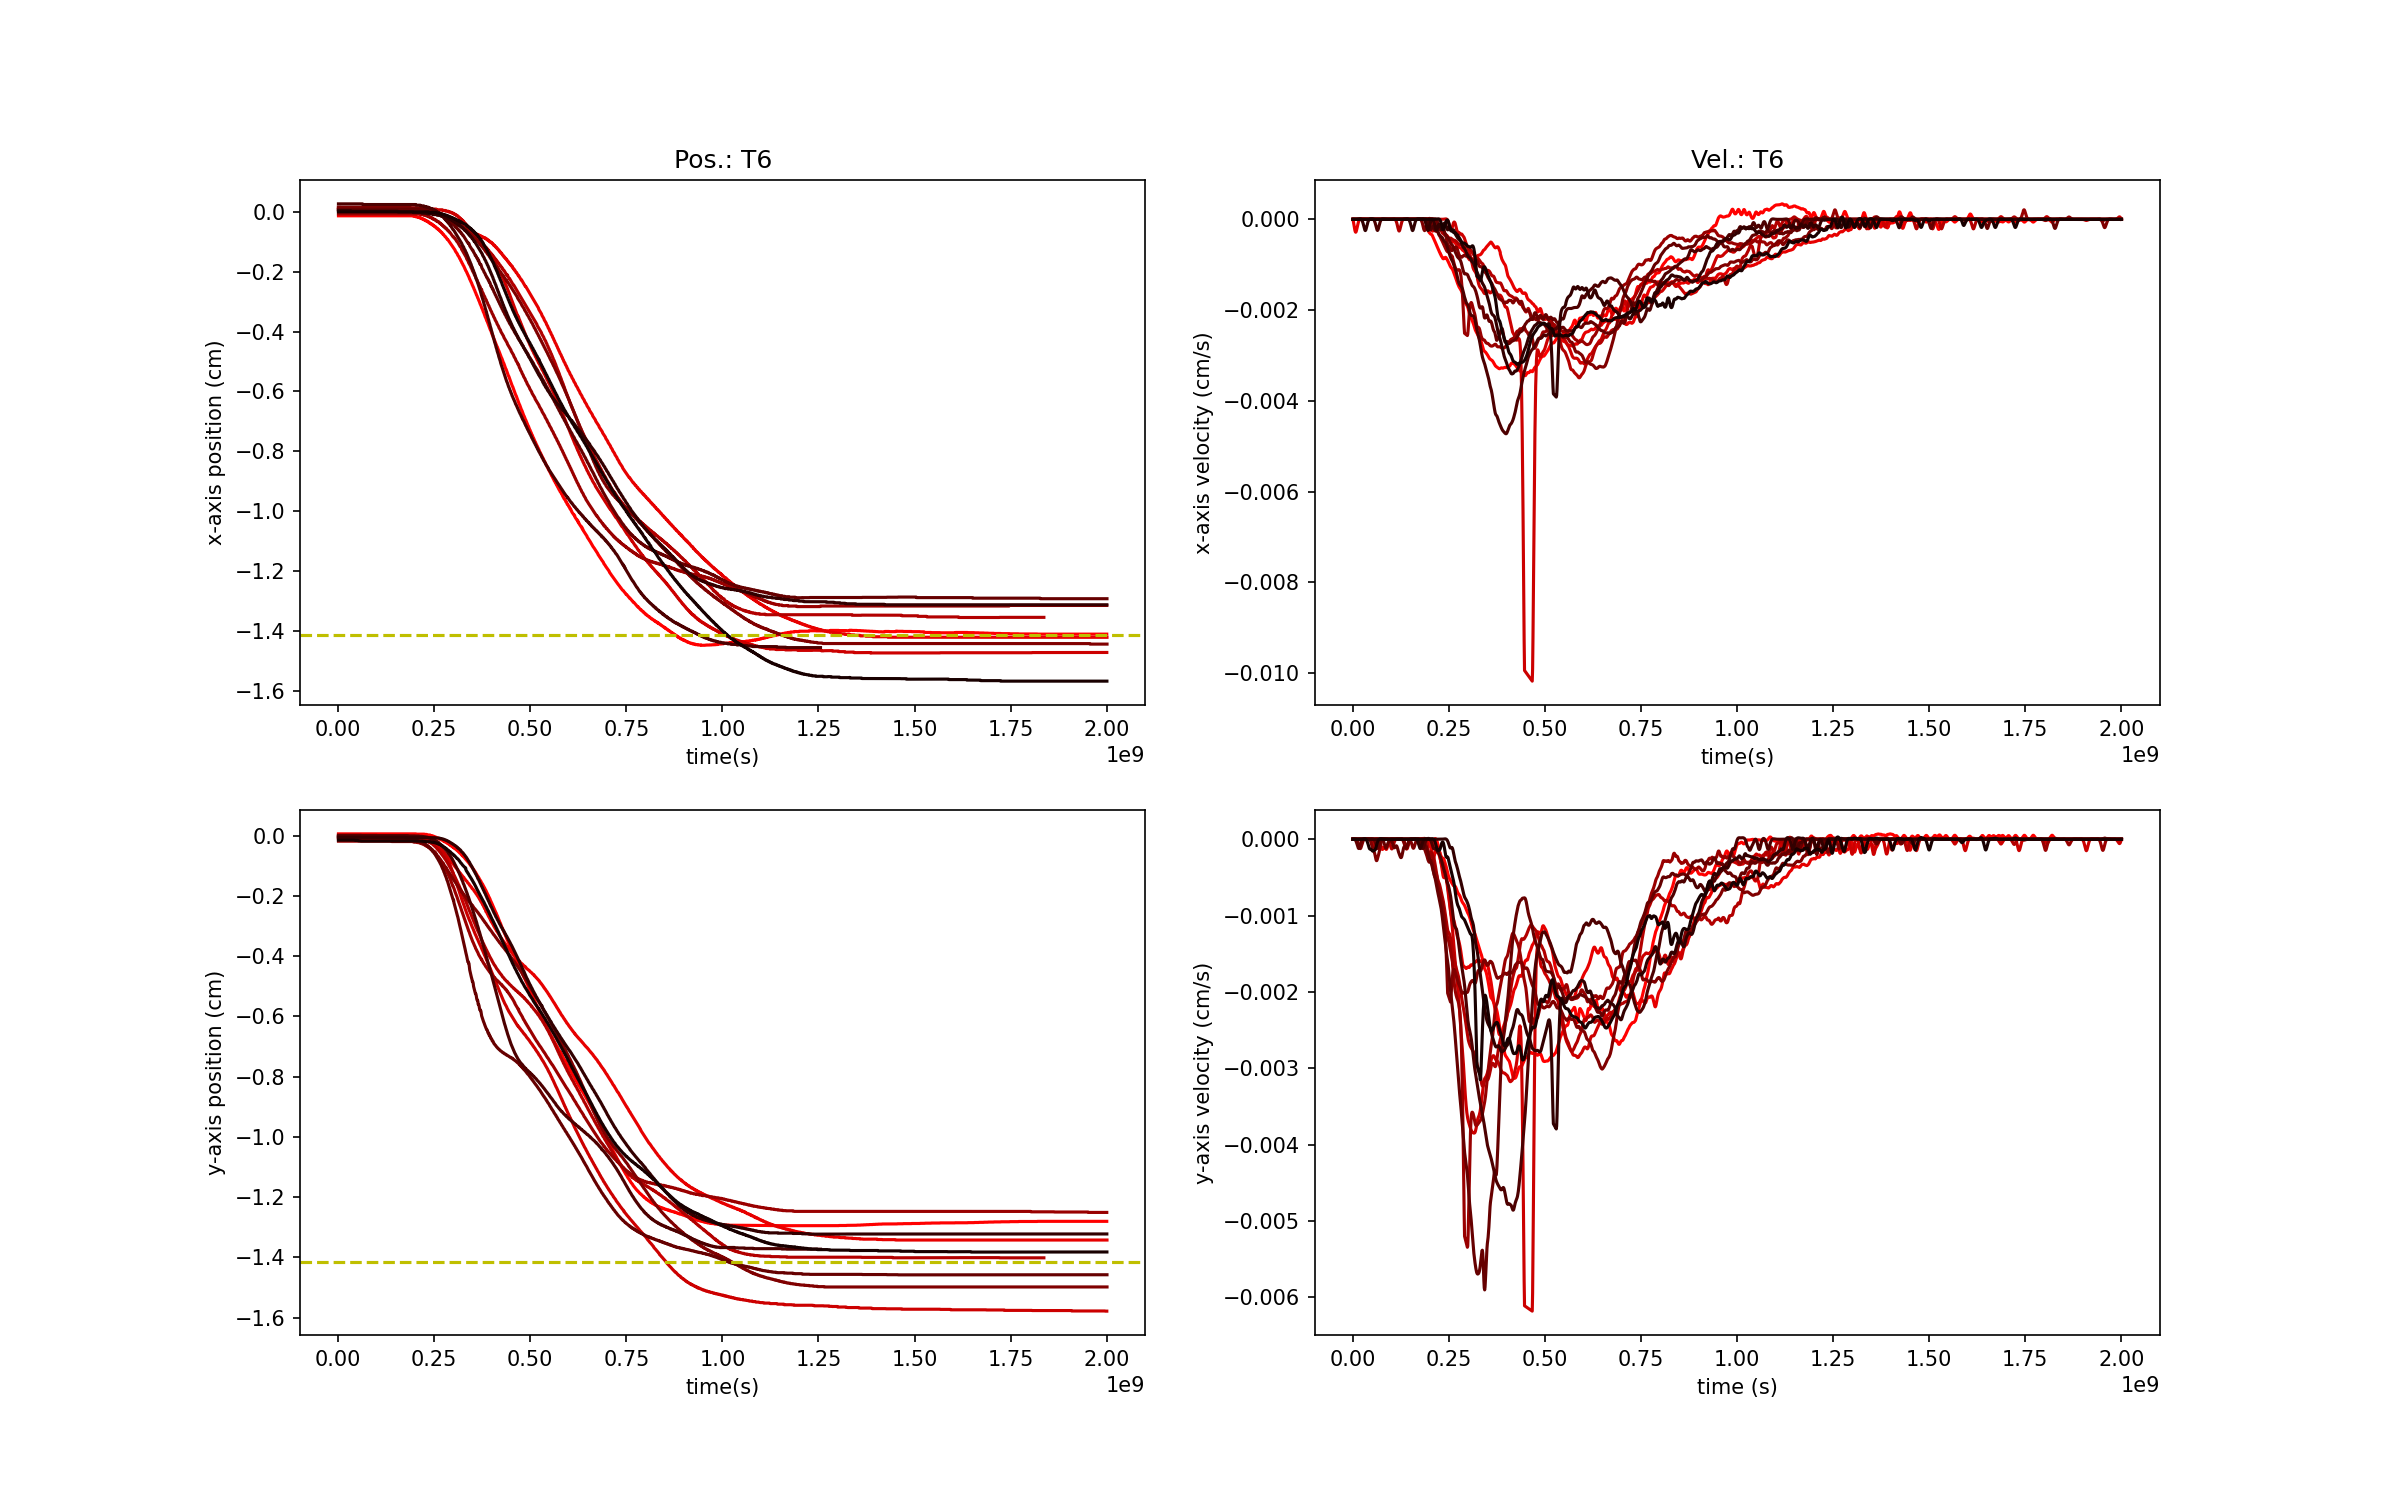 Pos.: T6
0.0
−0.2
−0.4
−0.6
−0.8
−1.0
−1.2
−1.4
−1.6
x-axis position (cm)
0.00 0.25 0.50 0.75 1.00 1.25 1.50 1.75 2.00
time(s)
1e9
Vel.: T6
0.000
−0.002
−0.004
−0.006
−0.008
−0.010
x-axis velocity (cm/s)
0.00 0.25 0.50 0.75 1.00 1.25 1.50 1.75 2.00
time(s)
1e9
0.0
−0.2
−0.4
−0.6
−0.8
−1.0
−1.2
−1.4
−1.6
y-axis position (cm)
0.00 0.25 0.50 0.75 1.00 1.25 1.50 1.75 2.00
time(s)
1e9
0.000
−0.001
−0.002
−0.003
−0.004
−0.005
−0.006
y-axis velocity (cm/s)
0.00 0.25 0.50 0.75 1.00 1.25 1.50 1.75 2.00
time (s)
1e9